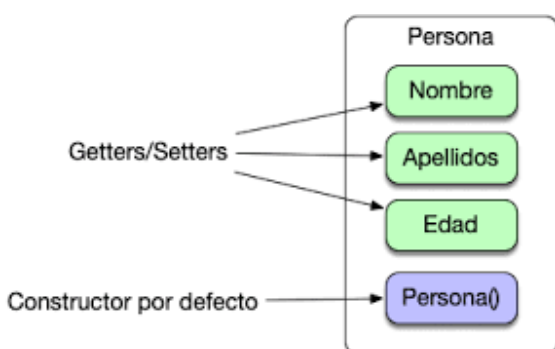 Persona
Nombre
Getters/Setters
Apellidos
Edad
Constructor por defecto
Persona()